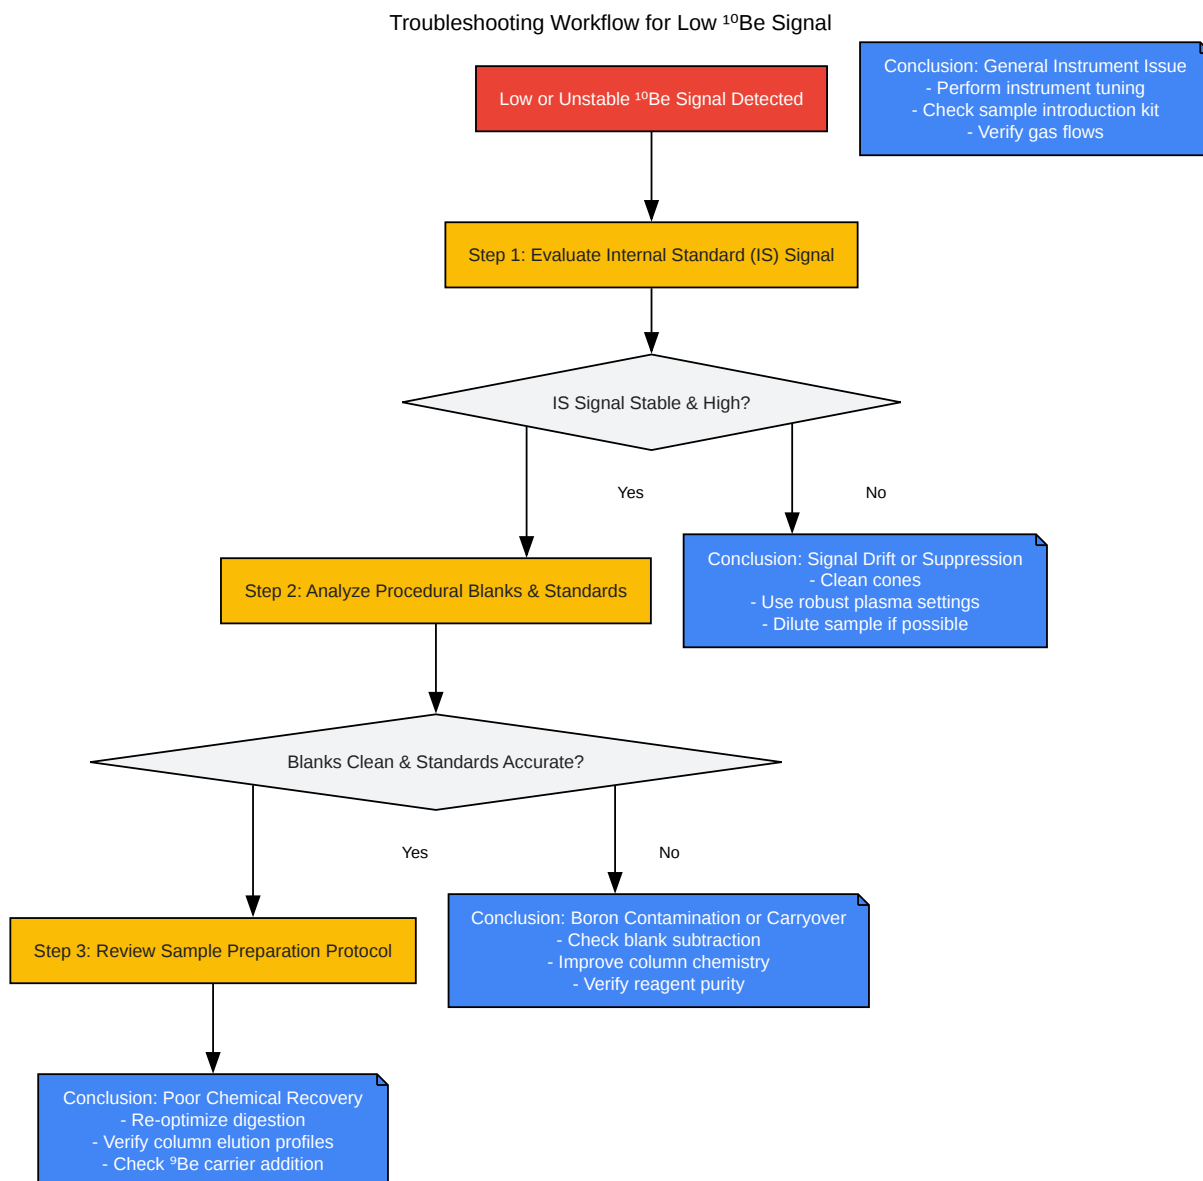 Troubleshooting Workflow for Low ¹⁰Be Signal
Conclusion: General Instrument Issue
- Perform instrument tuning
- Check sample introduction kit
- Verify gas flows
Low or Unstable ¹⁰Be Signal Detected
Step 1: Evaluate Internal Standard (IS) Signal
IS Signal Stable & High?
Yes
No
Conclusion: Signal Drift or Suppression
- Clean cones
- Use robust plasma settings
- Dilute sample if possible
Step 2: Analyze Procedural Blanks & Standards
Blanks Clean & Standards Accurate?
Yes
No
Conclusion: Boron Contamination or Carryover
- Check blank subtraction
- Improve column chemistry
- Verify reagent purity
Step 3: Review Sample Preparation Protocol
Conclusion: Poor Chemical Recovery
- Re-optimize digestion
- Verify column elution profiles
- Check ⁹Be carrier addition